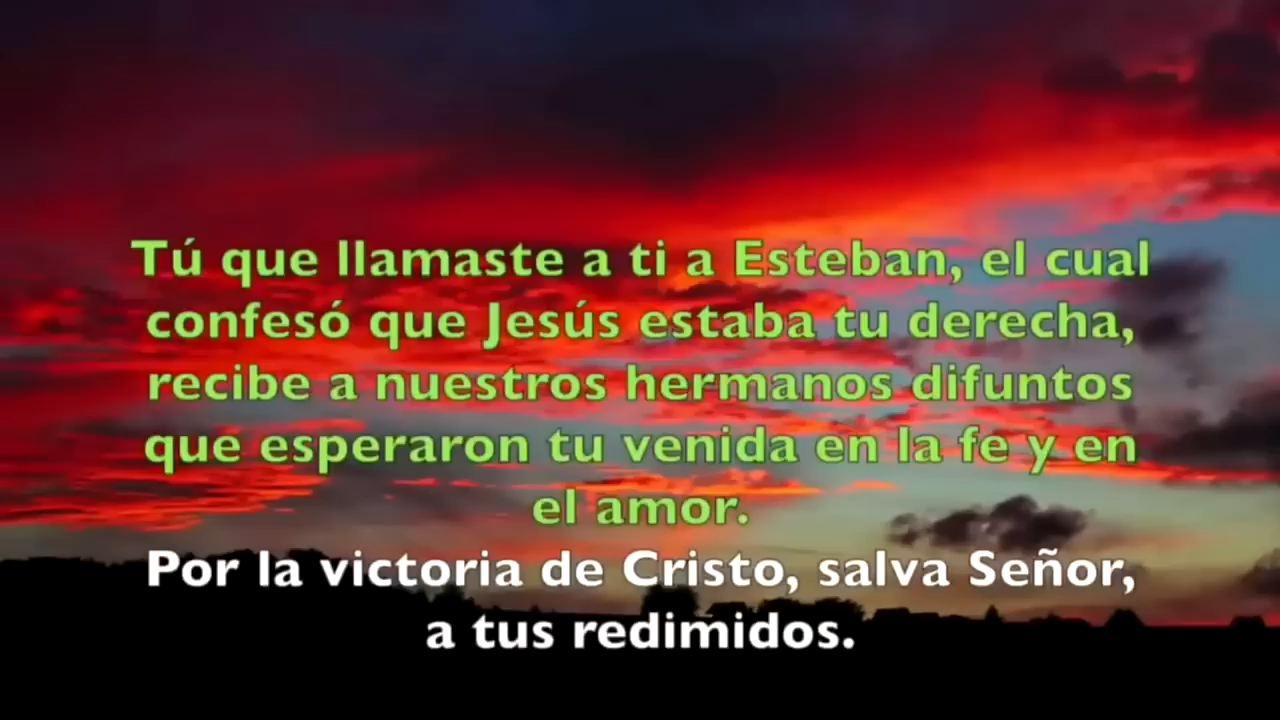 Tú que llamaste a ti a Esteban, el cual
confesó que Jesús estaba tu derecha,
recibe a nuestros hermanos difuntos
que esperaron tu venida en la fe y en
el amor.
Por la victoria de Cristo, salva Señor,
a tus redimidos.